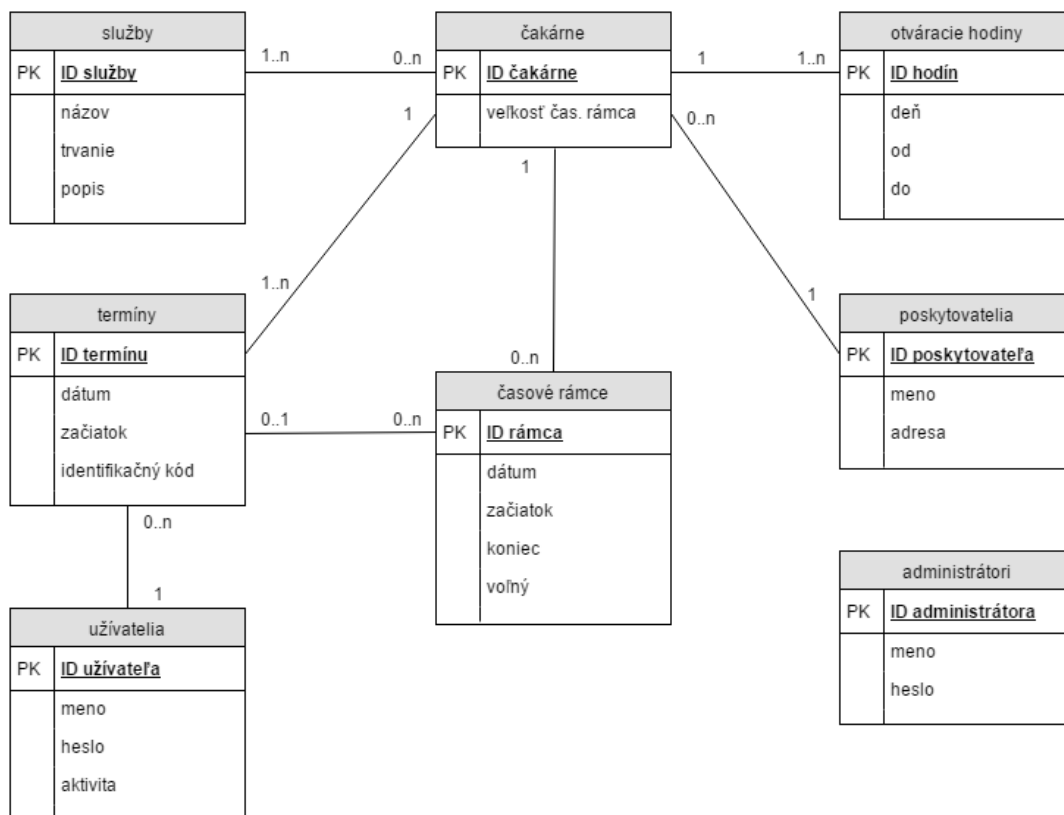 služby
PK ID služby
názov
trvanie
popis
1..n
0..n
čakárne
PK ID čakárne
veľkosť čas. rámca
1
1..n
otváracie hodiny
PK ID hodín
deň
od
do
1
1..n
1
0..n
0..n
1
termíny
PK ID termínu
dátum
začiatok
identifikačný kód
0..1
0..n
časové rámce
PK ID rámca
dátum
začiatok
koniec
voľný
poskytovatelia
PK ID poskytovateľa
meno
adresa
0..n
1
užívatelia
PK ID užívateľa
meno
heslo
aktivita
administrátori
PK ID administrátora
meno
heslo